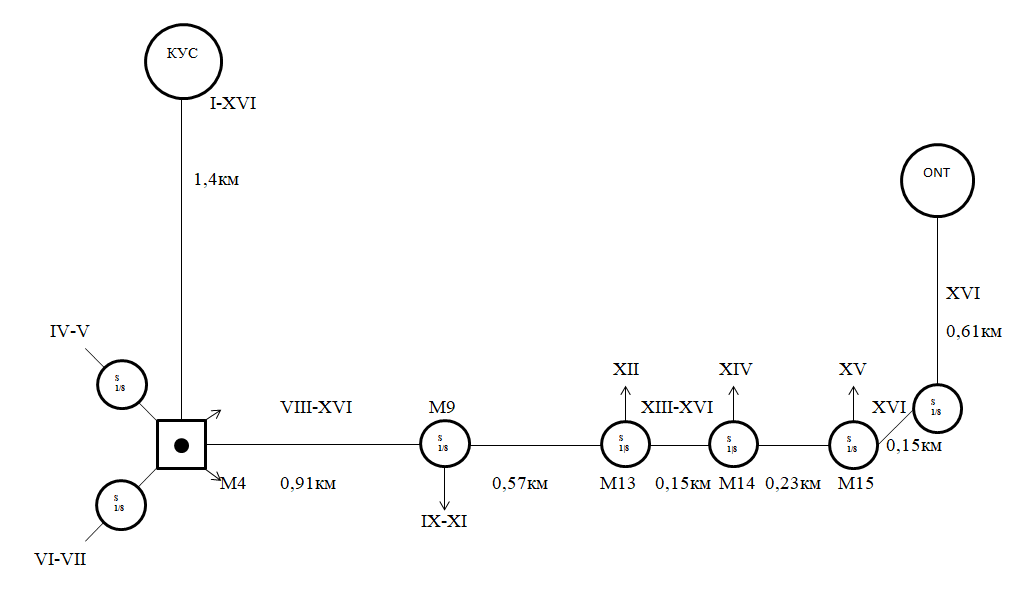 КУС
I-XVI
1,4км
ONT
XVI
0,61км
IV-V
S
1/8
VIII-XVI
M9
S
1/8
XII
XIII-XVI
XIV
XV
XVI
S
1/8
S
1|8
S
1|8
S
1/8
0,15км
M4
0,91км
0,57км
M13
0,15км
M14
0,23км
M15
S
1/8
IX-XI
VI-VII